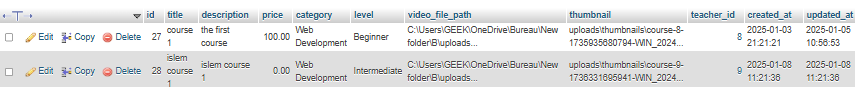 id title description price category level video_file_path thumbnail teacher_id created_at updated_at
Edit Copy Delete 27 course 1 the first course 100.00 Web Development Beginner C:\Users\GEEK\OneDrive\Bureau\New folder\B\uploads... uploads\thumbnails\course-8-1735935680794-WIN_2024... 8 2025-01-03 21:21:21 2025-01-05 10:56:53
Edit Copy Delete 28 islem course 1 islem course 1 0.00 Web Development Intermediate C:\Users\GEEK\OneDrive\Bureau\New folder\B\uploads... uploads\thumbnails\course-9-1736331695941-WIN_2024... 9 2025-01-08 11:21:36 2025-01-08 11:21:36